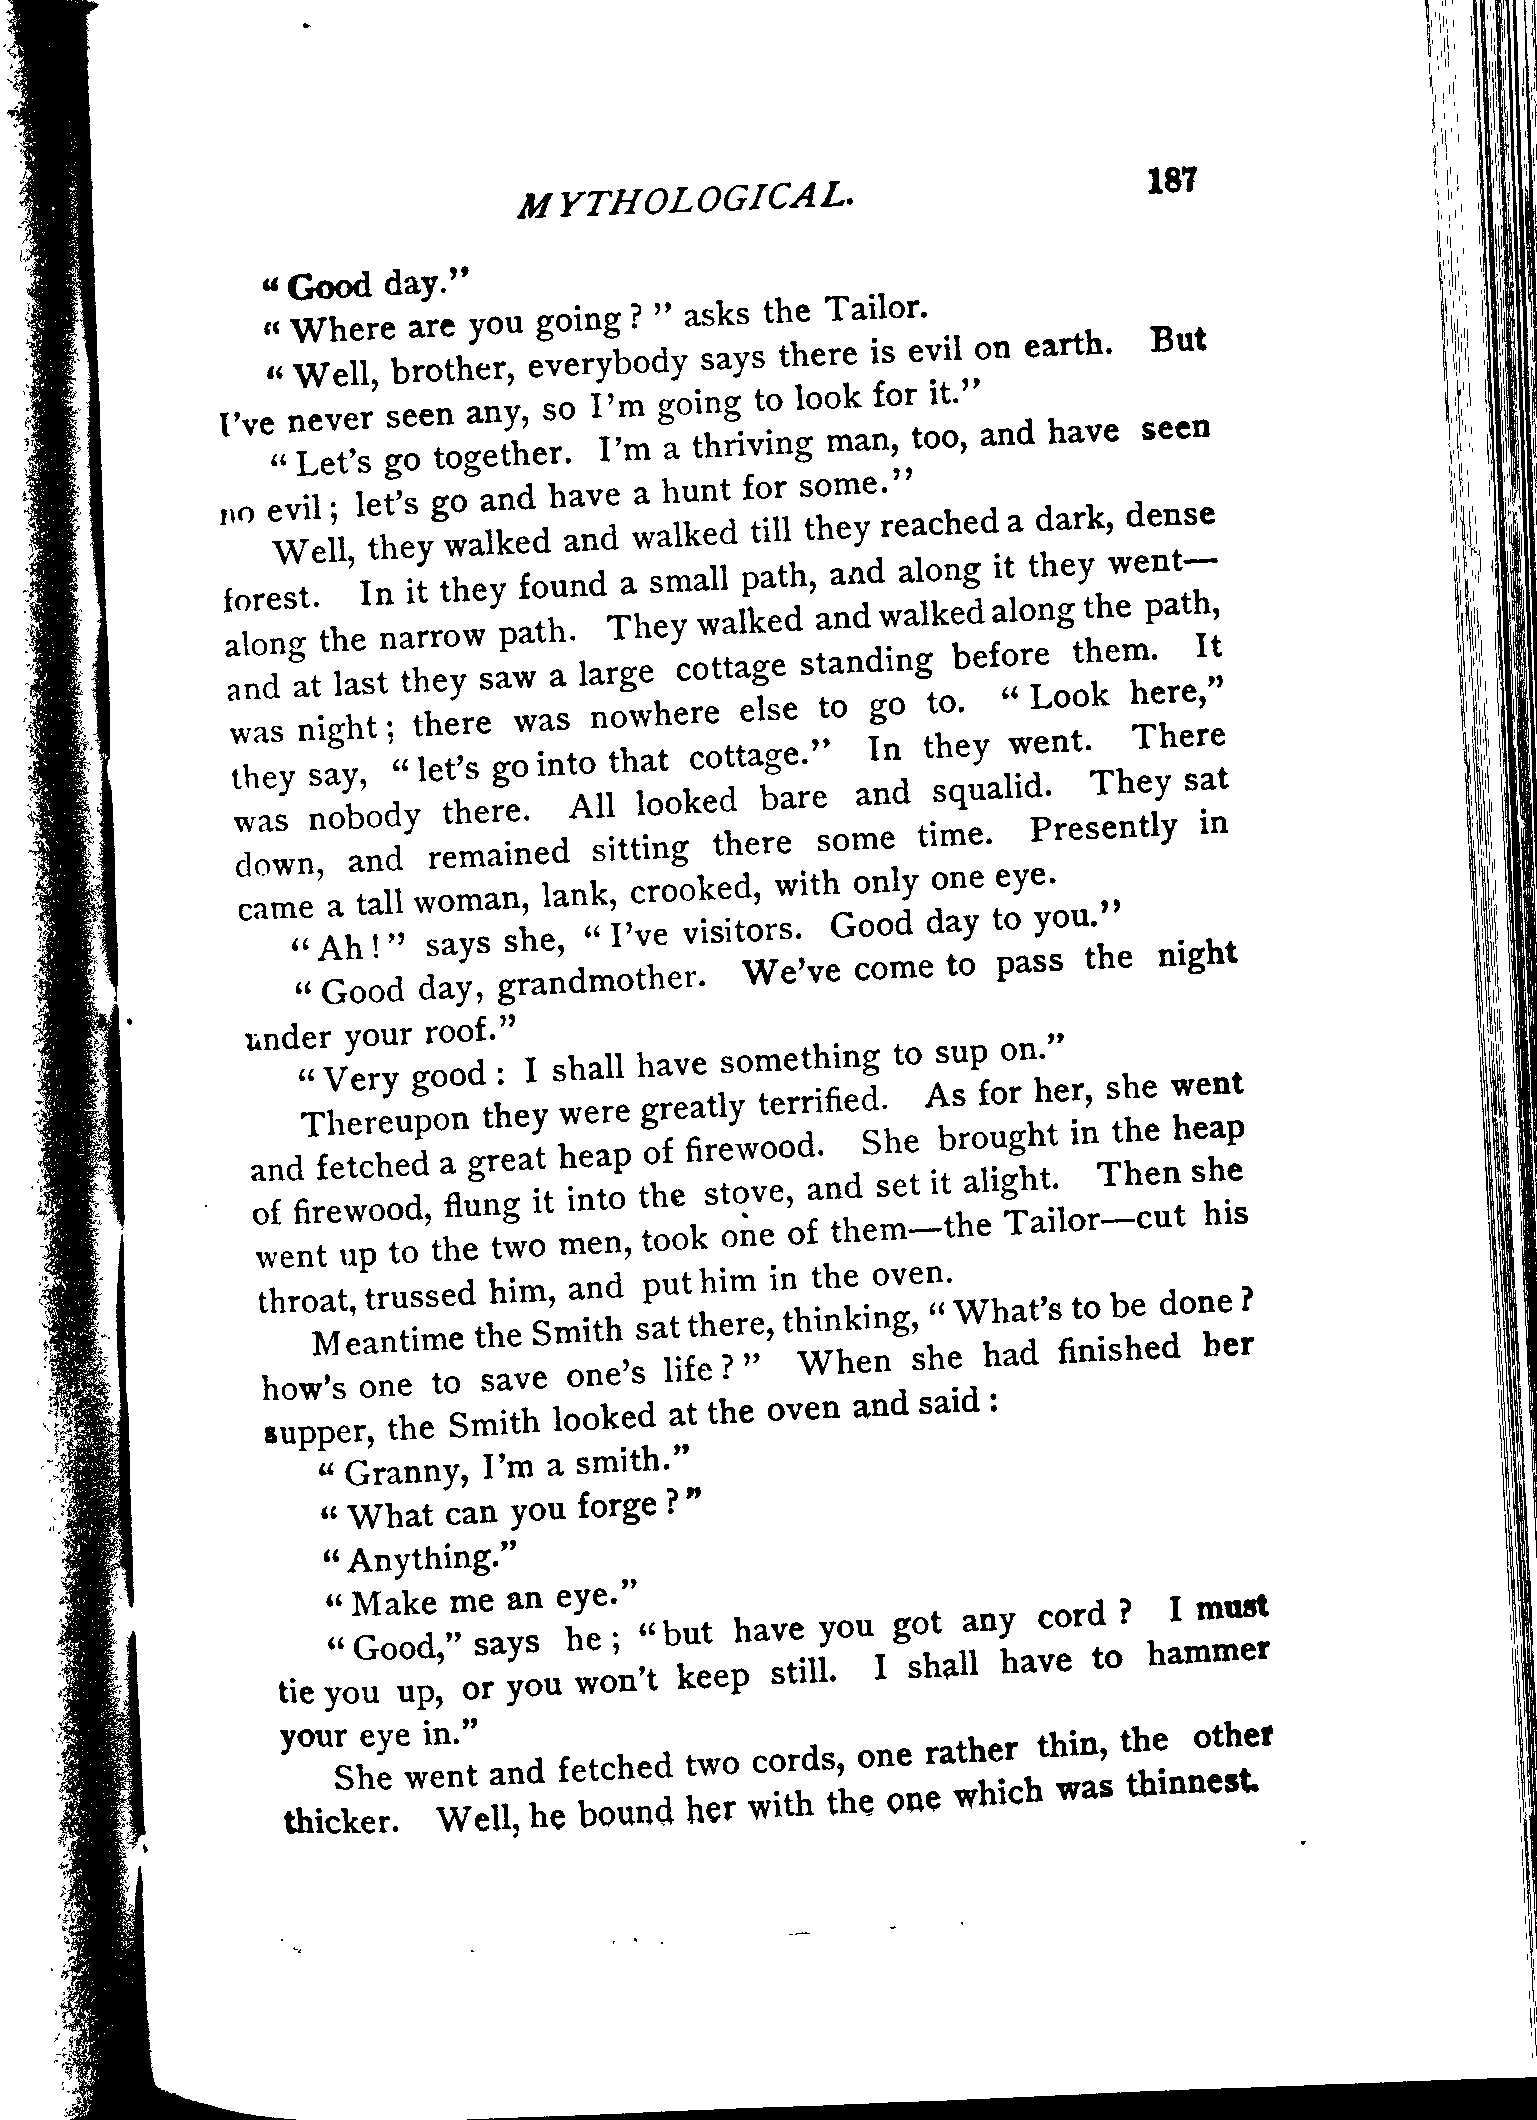 MYTHOLOGICAL.
187
"Good day."
"Where are you going?" asks the Tailor.
"Well, brother, everybody says there is evil on earth. But
I've never seen any, so I'm going to look for it."
"Let's go together. I'm a thriving man, too, and have seen
no evil; let's go and have a hunt for some."
Well, they walked and walked till they reached a dark, dense
forest. In it they found a small path, and along it they went—
along the narrow path. They walked and walked along the path,
and at last they saw a large cottage standing before them. It
was night; there was nowhere else to go to. "Look here,"
they say, "let's go into that cottage." In they went. There
was nobody there. All looked bare and squalid. They sat
down, and remained sitting there some time. Presently in
came a tall woman, lank, crooked, with only one eye.
"Ah!" says she, "I've visitors. Good day to you."
"Good day, grandmother. We've come to pass the night
under your roof."
"Very good: I shall have something to sup on."
Thereupon they were greatly terrified. As for her, she went
and fetched a great heap of firewood. She brought in the heap
of firewood, flung it into the stove, and set it alight. Then she
went up to the two men, took one of them—the Tailor—cut his
throat, trussed him, and put him in the oven.
Meantime the Smith sat there, thinking, "What's to be done?
how's one to save one's life?" When she had finished her
supper, the Smith looked at the oven and said:
"Granny, I'm a smith."
"What can you forge?"
"Anything."
"Make me an eye."
"Good," says he; "but have you got any cord? I must
tie you up, or you won't keep still. I shall have to hammer
your eye in."
She went and fetched two cords, one rather thin, the other
thicker. Well, he bound her with the one which was thinnest.